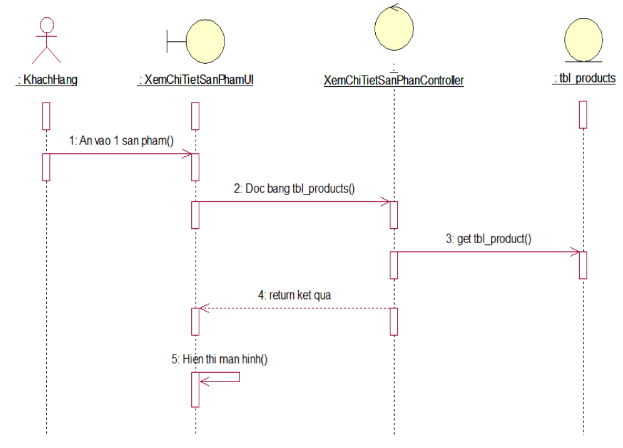 : KhachHang
: XemChiTietSanPhamUI
:
XemChiTietSanPhanController
: tbl_products
1: An vao 1 san pham()
2: Doc bang tbl_products()
3: get tbl_product()
4: return ket qua
5: Hien thi man hinh()